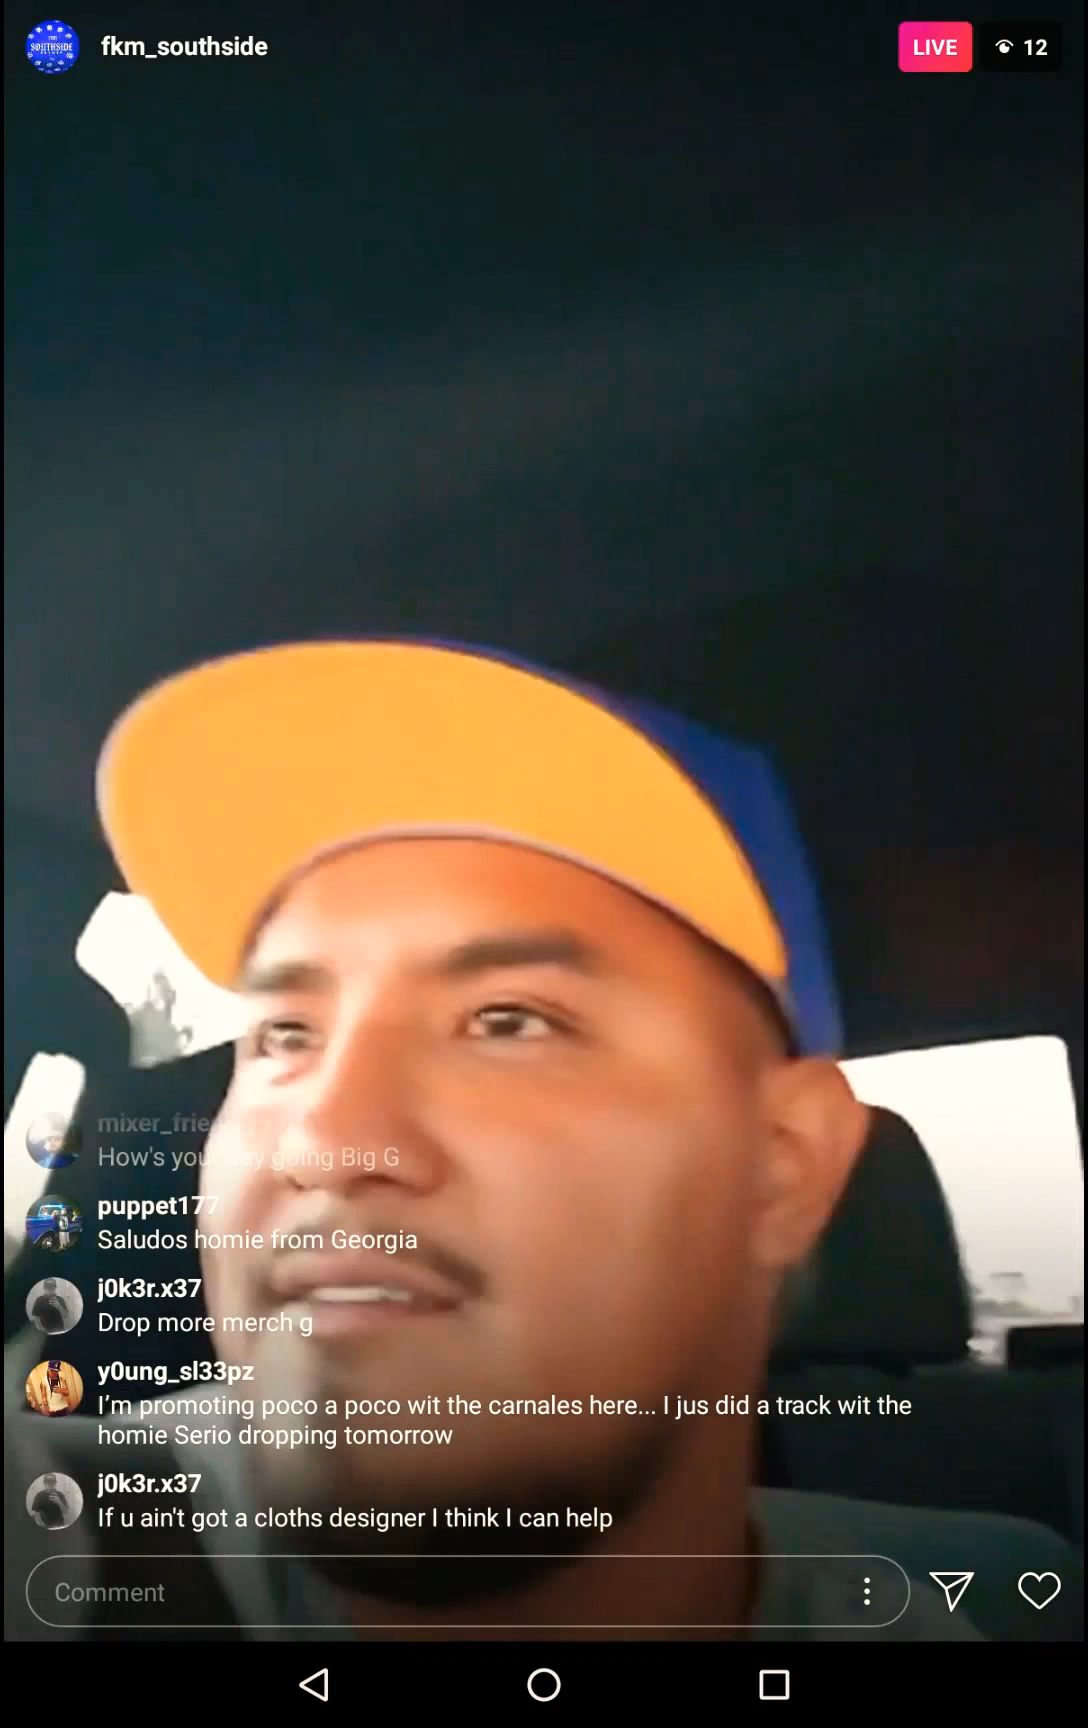 SOUTHSIDE
fkm_southside
LIVE
12
mixer_frie
How's your day going Big G
puppet177
Saludos homie from Georgia
j0k3r.x37
Drop more merch g
y0ung_sl33pz
I’m promoting poco a poco wit the carnales here... I jus did a track wit the
homie Serio dropping tomorrow
j0k3r.x37
If u ain't got a cloths designer I think I can help
Comment